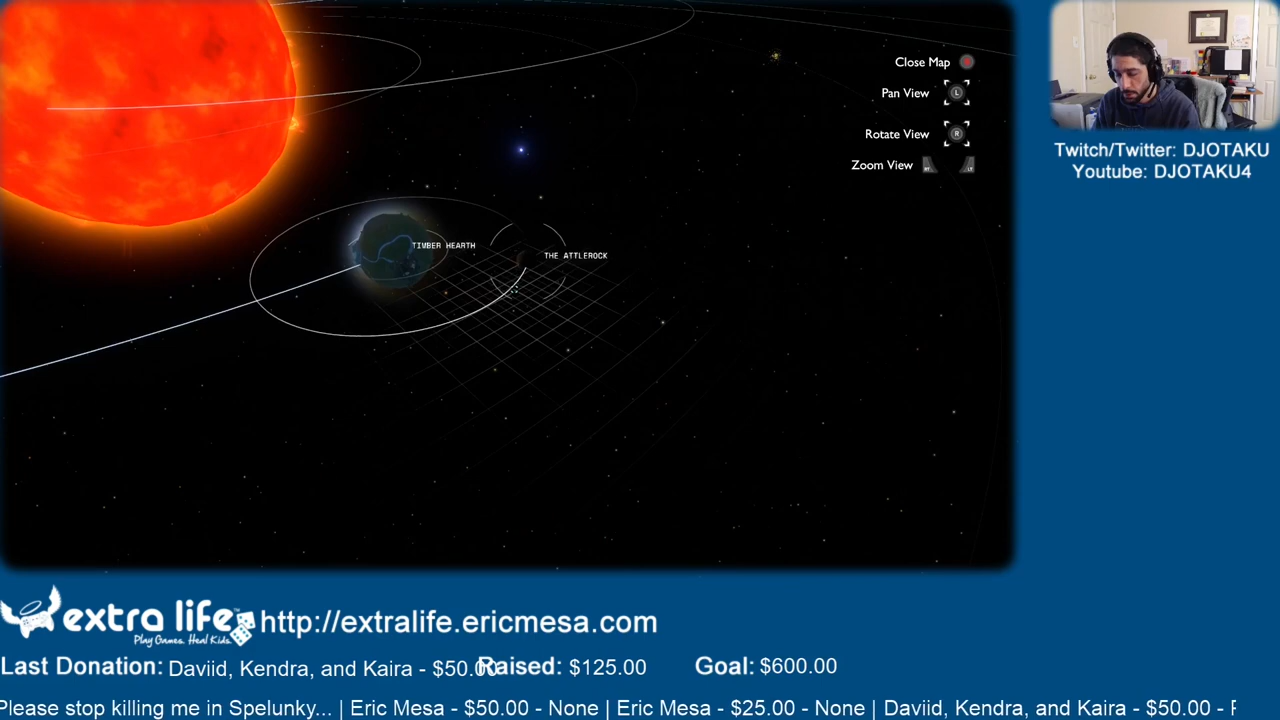 Close Map
Pan View L
Rotate View R
Zoom View RT LT
TIMBER HEARTH
THE ATTLEROCK
Twitch/Twitter: DJOTAKU
Youtube: DJOTAKU4
extra life
Play Games. Heal Kids.
http://extralife.ericmesa.com
Last Donation: Daviid, Kendra, and Kaira - $50.00 Raised: $125.00 Goal: $600.00
Please stop killing me in Spelunky... | Eric Mesa - $50.00 - None | Eric Mesa - $25.00 - None | Daviid, Kendra, and Kaira - $50.00 -